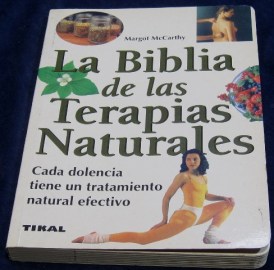 Margot McCarthy
La Biblia
de las
Terapias
Naturales
Cada dolencia
tiene un tratamiento
natural efectivo
TIKAL